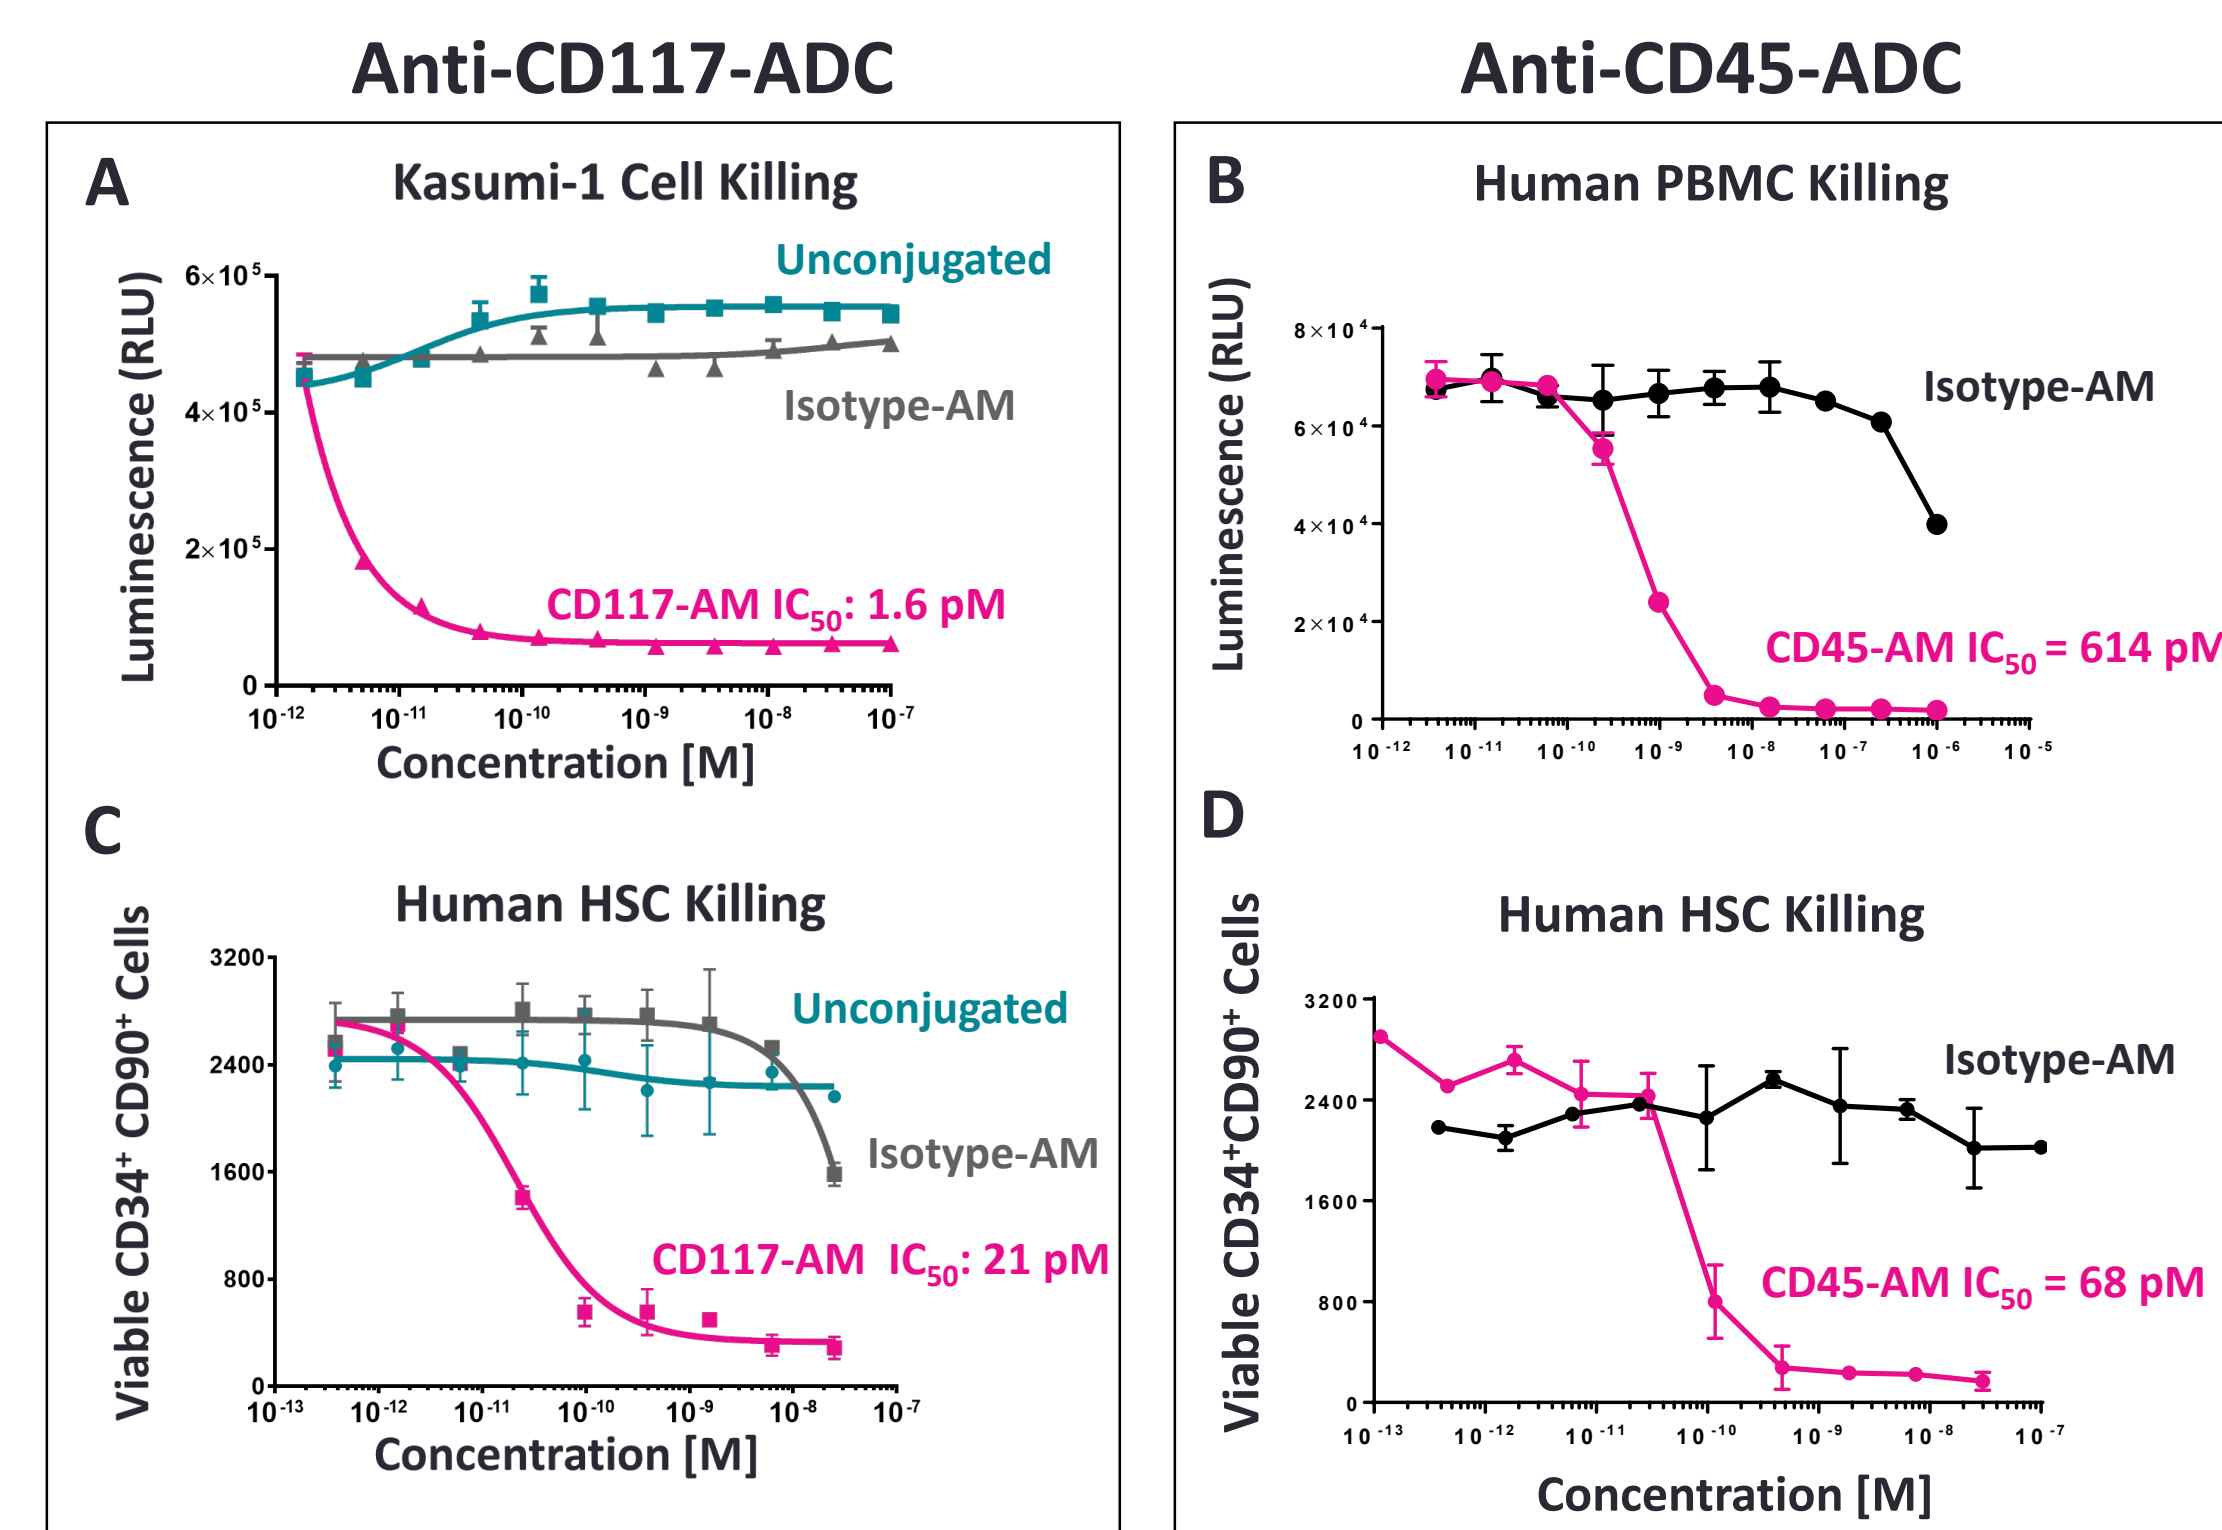 Anti-CD117-ADC
Anti-CD45-ADC
A
Kasumi-1 Cell Killing
Luminescence (RLU)
6×10⁵
4×10⁵
2×10⁵
0
Unconjugated
Isotype-AM
CD117-AM IC₅₀: 1.6 pM
10⁻¹² 10⁻¹¹ 10⁻¹⁰ 10⁻⁹ 10⁻⁸ 10⁻⁷
Concentration [M]
B
Human PBMC Killing
Luminescence (RLU)
8×10⁴
6×10⁴
4×10⁴
2×10⁴
0
Isotype-AM
CD45-AM IC₅₀ = 614 pM
10⁻¹² 10⁻¹¹ 10⁻¹⁰ 10⁻⁹ 10⁻⁸ 10⁻⁷ 10⁻⁶ 10⁻⁵
C
Human HSC Killing
Viable CD34⁺ CD90⁺ Cells
3200
2400
1600
800
0
Unconjugated
Isotype-AM
CD117-AM IC₅₀: 21 pM
10⁻¹³ 10⁻¹² 10⁻¹¹ 10⁻¹⁰ 10⁻⁹ 10⁻⁸ 10⁻⁷
Concentration [M]
D
Human HSC Killing
Viable CD34⁺CD90⁺ Cells
3200
2400
1600
800
0
Isotype-AM
CD45-AM IC₅₀ = 68 pM
10⁻¹³ 10⁻¹² 10⁻¹¹ 10⁻¹⁰ 10⁻⁹ 10⁻⁸ 10⁻⁷
Concentration [M]